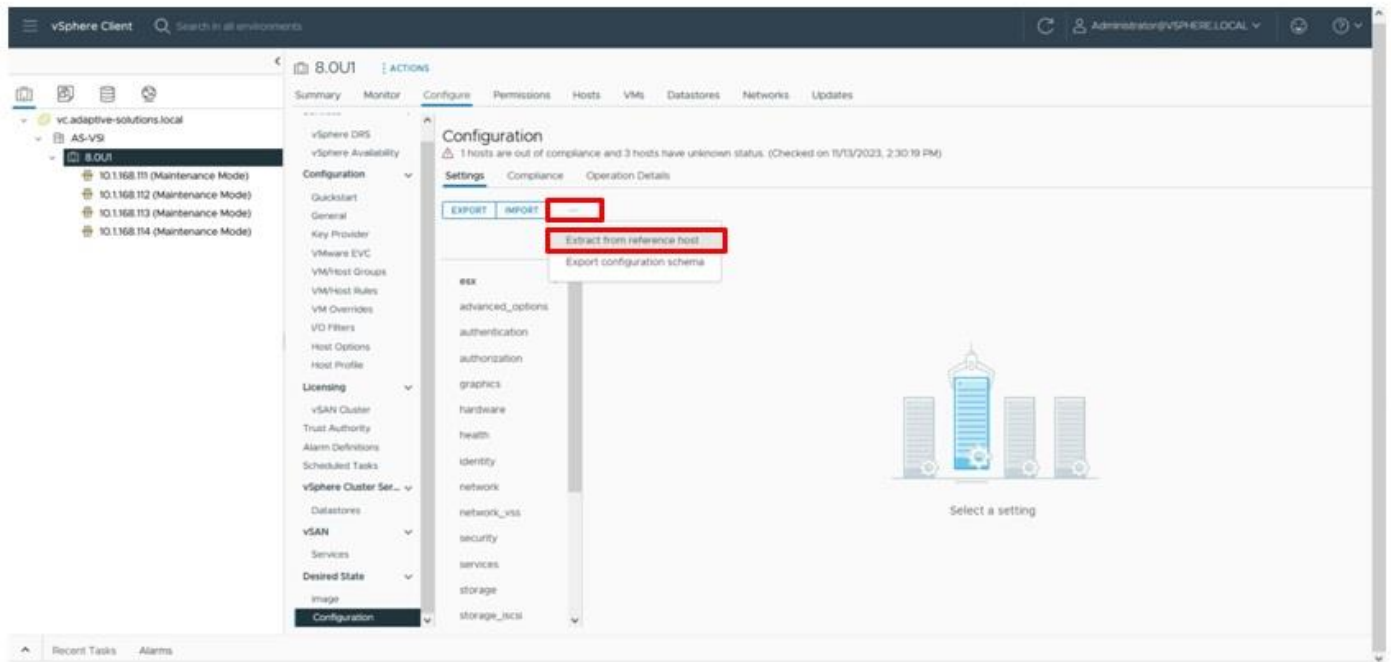 vSphere Client
Search in all environments
Administrator@VSPHERE.LOCAL
8.0U1
ACTIONS
Summary Monitor Configure Permissions Hosts VMs Datastores Networks Updates
vc.adaptive-solutions.local
AS-VSI
8.0U1
10.1.168.111 (Maintenance Mode)
10.1.168.112 (Maintenance Mode)
10.1.168.113 (Maintenance Mode)
10.1.168.114 (Maintenance Mode)
vSphere DRS
vSphere Availability
Configuration
Quickstart
General
Key Provider
VMware EVC
VM/Host Groups
VM/Host Rules
VM Overrides
I/O Filters
Host Options
Host Profile
Licensing
vSAN Cluster
Trust Authority
Alarm Definitions
Scheduled Tasks
vSphere Cluster Ser...
Datastores
vSAN
Services
Desired State
Image
Configuration
Configuration
1 hosts are out of compliance and 3 hosts have unknown status. (Checked on 11/13/2023, 2:30:19 PM)
Settings Compliance Operation Details
EXPORT IMPORT ...
Extract from reference host
Export configuration schema
esx
advanced_options
authentication
authorization
graphics
hardware
health
identity
network
network_vss
security
services
storage
storage_iscsi
Select a setting
Recent Tasks Alarms